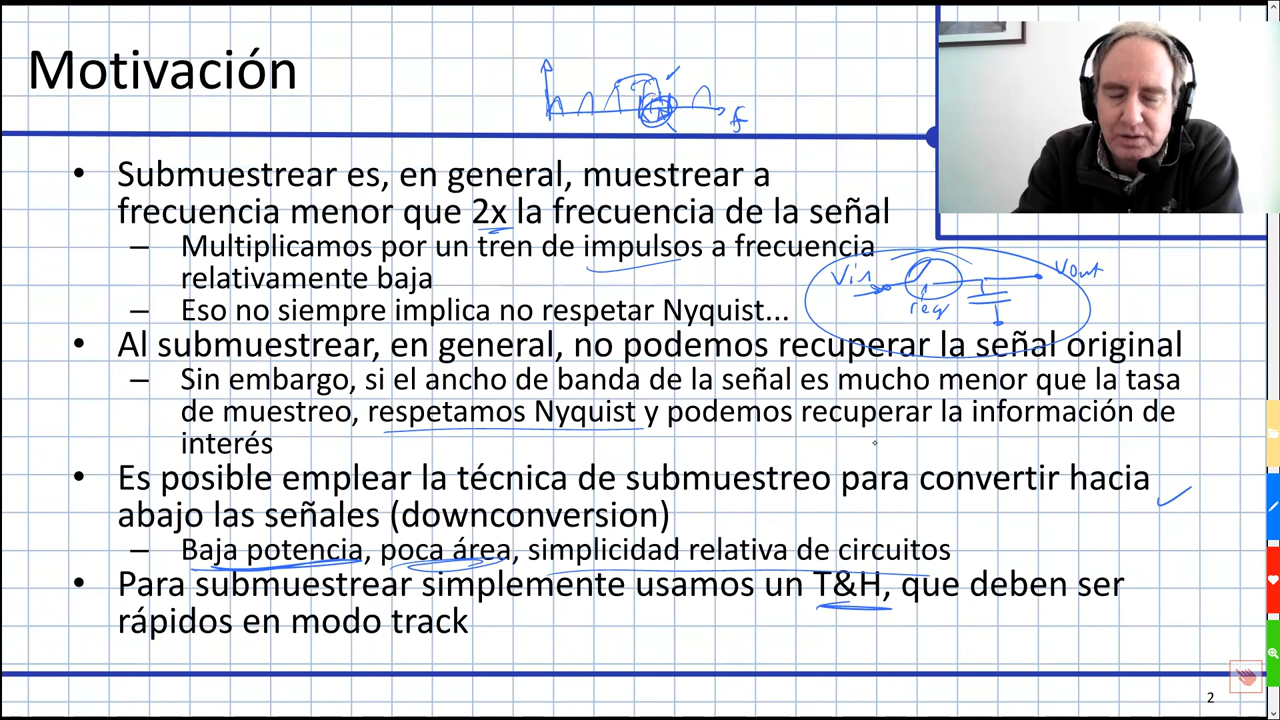 Motivación
f
• Submuestrear es, en general, muestrear a
frecuencia menor que 2x la frecuencia de la señal
– Multiplicamos por un tren de impulsos a frecuencia
relativamente baja
– Eso no siempre implica no respetar Nyquist...
Vin
Vout
• Al submuestrear, en general, no podemos recuperar la señal original
– Sin embargo, si el ancho de banda de la señal es mucho menor que la tasa
de muestreo, respetamos Nyquist y podemos recuperar la información de
interés
• Es posible emplear la técnica de submuestreo para convertir hacia
abajo las señales (downconversion)
– Baja potencia, poca área, simplicidad relativa de circuitos
• Para submuestrear simplemente usamos un T&H, que deben ser
rápidos en modo track
2